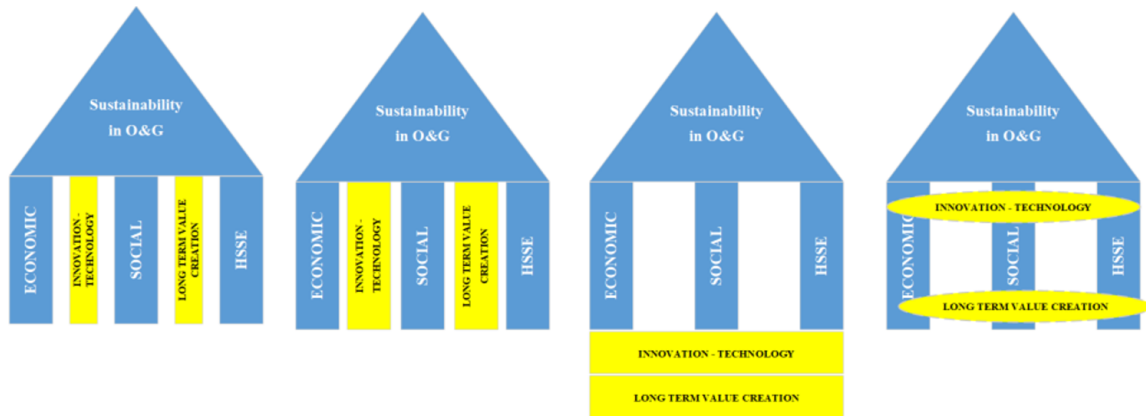 Sustainability
in O&G
ECONOMIC
INNOVATION -
TECHNOLOGY
SOCIAL
LONG TERM VALUE
CREATION
HSSE
Sustainability
in O&G
ECONOMIC
INNOVATION -
TECHNOLOGY
SOCIAL
LONG TERM VALUE
CREATION
HSSE
Sustainability
in O&G
ECONOMIC
SOCIAL
HSSE
INNOVATION - TECHNOLOGY
LONG TERM VALUE CREATION
Sustainability
in O&G
INNOVATION - TECHNOLOGY
ECONOMIC
SOCIAL
HSSE
LONG TERM VALUE CREATION